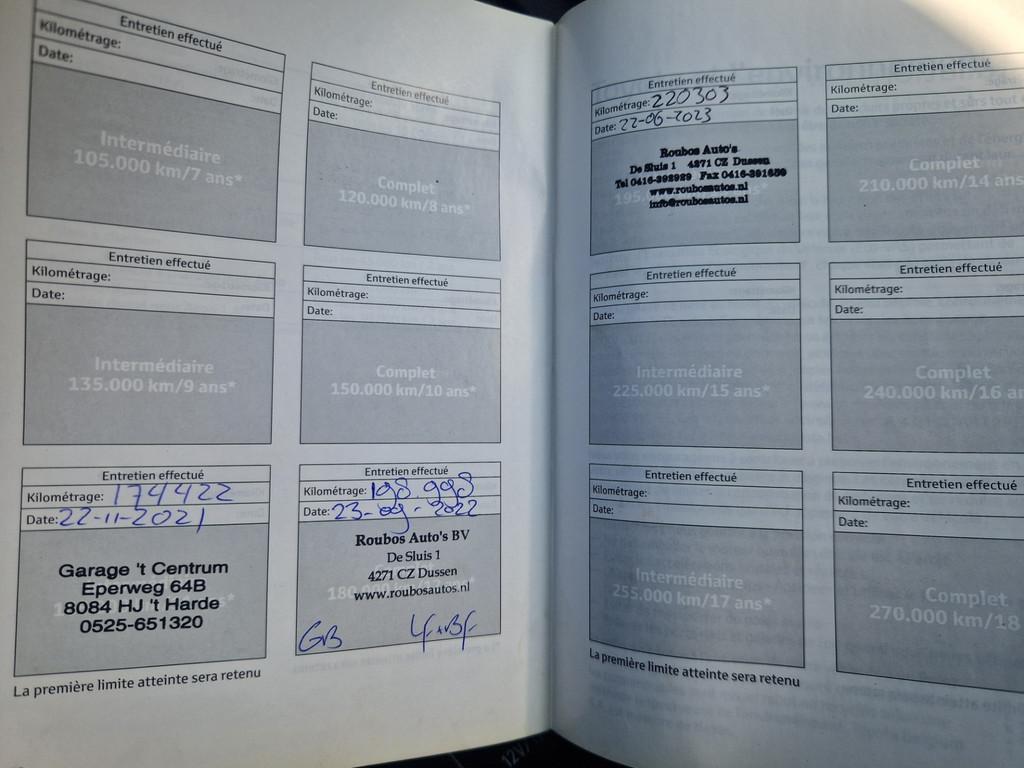 Entretien effectué
Kilométrage:
Date:
Intermédiaire
105.000 km/7 ans*
Entretien effectué
Kilométrage:
Date:
Complet
120.000 km/8 ans*
Entretien effectué
Kilométrage:
Date:
Intermédiaire
135.000 km/9 ans*
Entretien effectué
Kilométrage:
Date:
Complet
150.000 km/10 ans*
Entretien effectué
Kilométrage: 174422
Date: 22-11-2021
Garage 't Centrum
Eperweg 64B
8084 HJ 't Harde
0525-651320
Entretien effectué
Kilométrage: 198.998
Date: 23-09-2022
Roubos Auto's BV
De Sluis 1
4271 CZ Dussen
www.roubosautos.nl
GB
La première limite atteinte sera retenu
Entretien effectué
Kilométrage: 220303
Date: 22-06-2023
Roubos Auto's
De Sluis 1 4271 CZ Dussen
Tel 0416-392929 Fax 0416-391659
www.roubosautos.nl
info@roubosautos.nl
Entretien effectué
Kilométrage:
Date:
Complet
210.000 km/14 ans
Entretien effectué
Kilométrage:
Date:
Intermédiaire
225.000 km/15 ans*
Entretien effectué
Kilométrage:
Date:
Complet
240.000 km/16 an
Entretien effectué
Kilométrage:
Date:
Intermédiaire
255.000 km/17 ans*
Entretien effectué
Kilométrage:
Date:
Complet
270.000 km/18
La première limite atteinte sera retenu